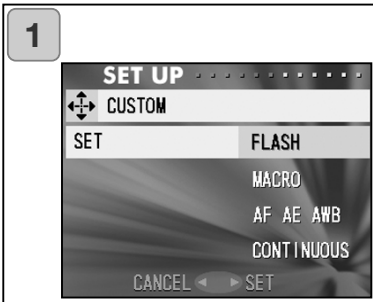 1
SET UP
CUSTOM
SET FLASH
MACRO
AF AE AWB
CONTINUOUS
CANCEL SET